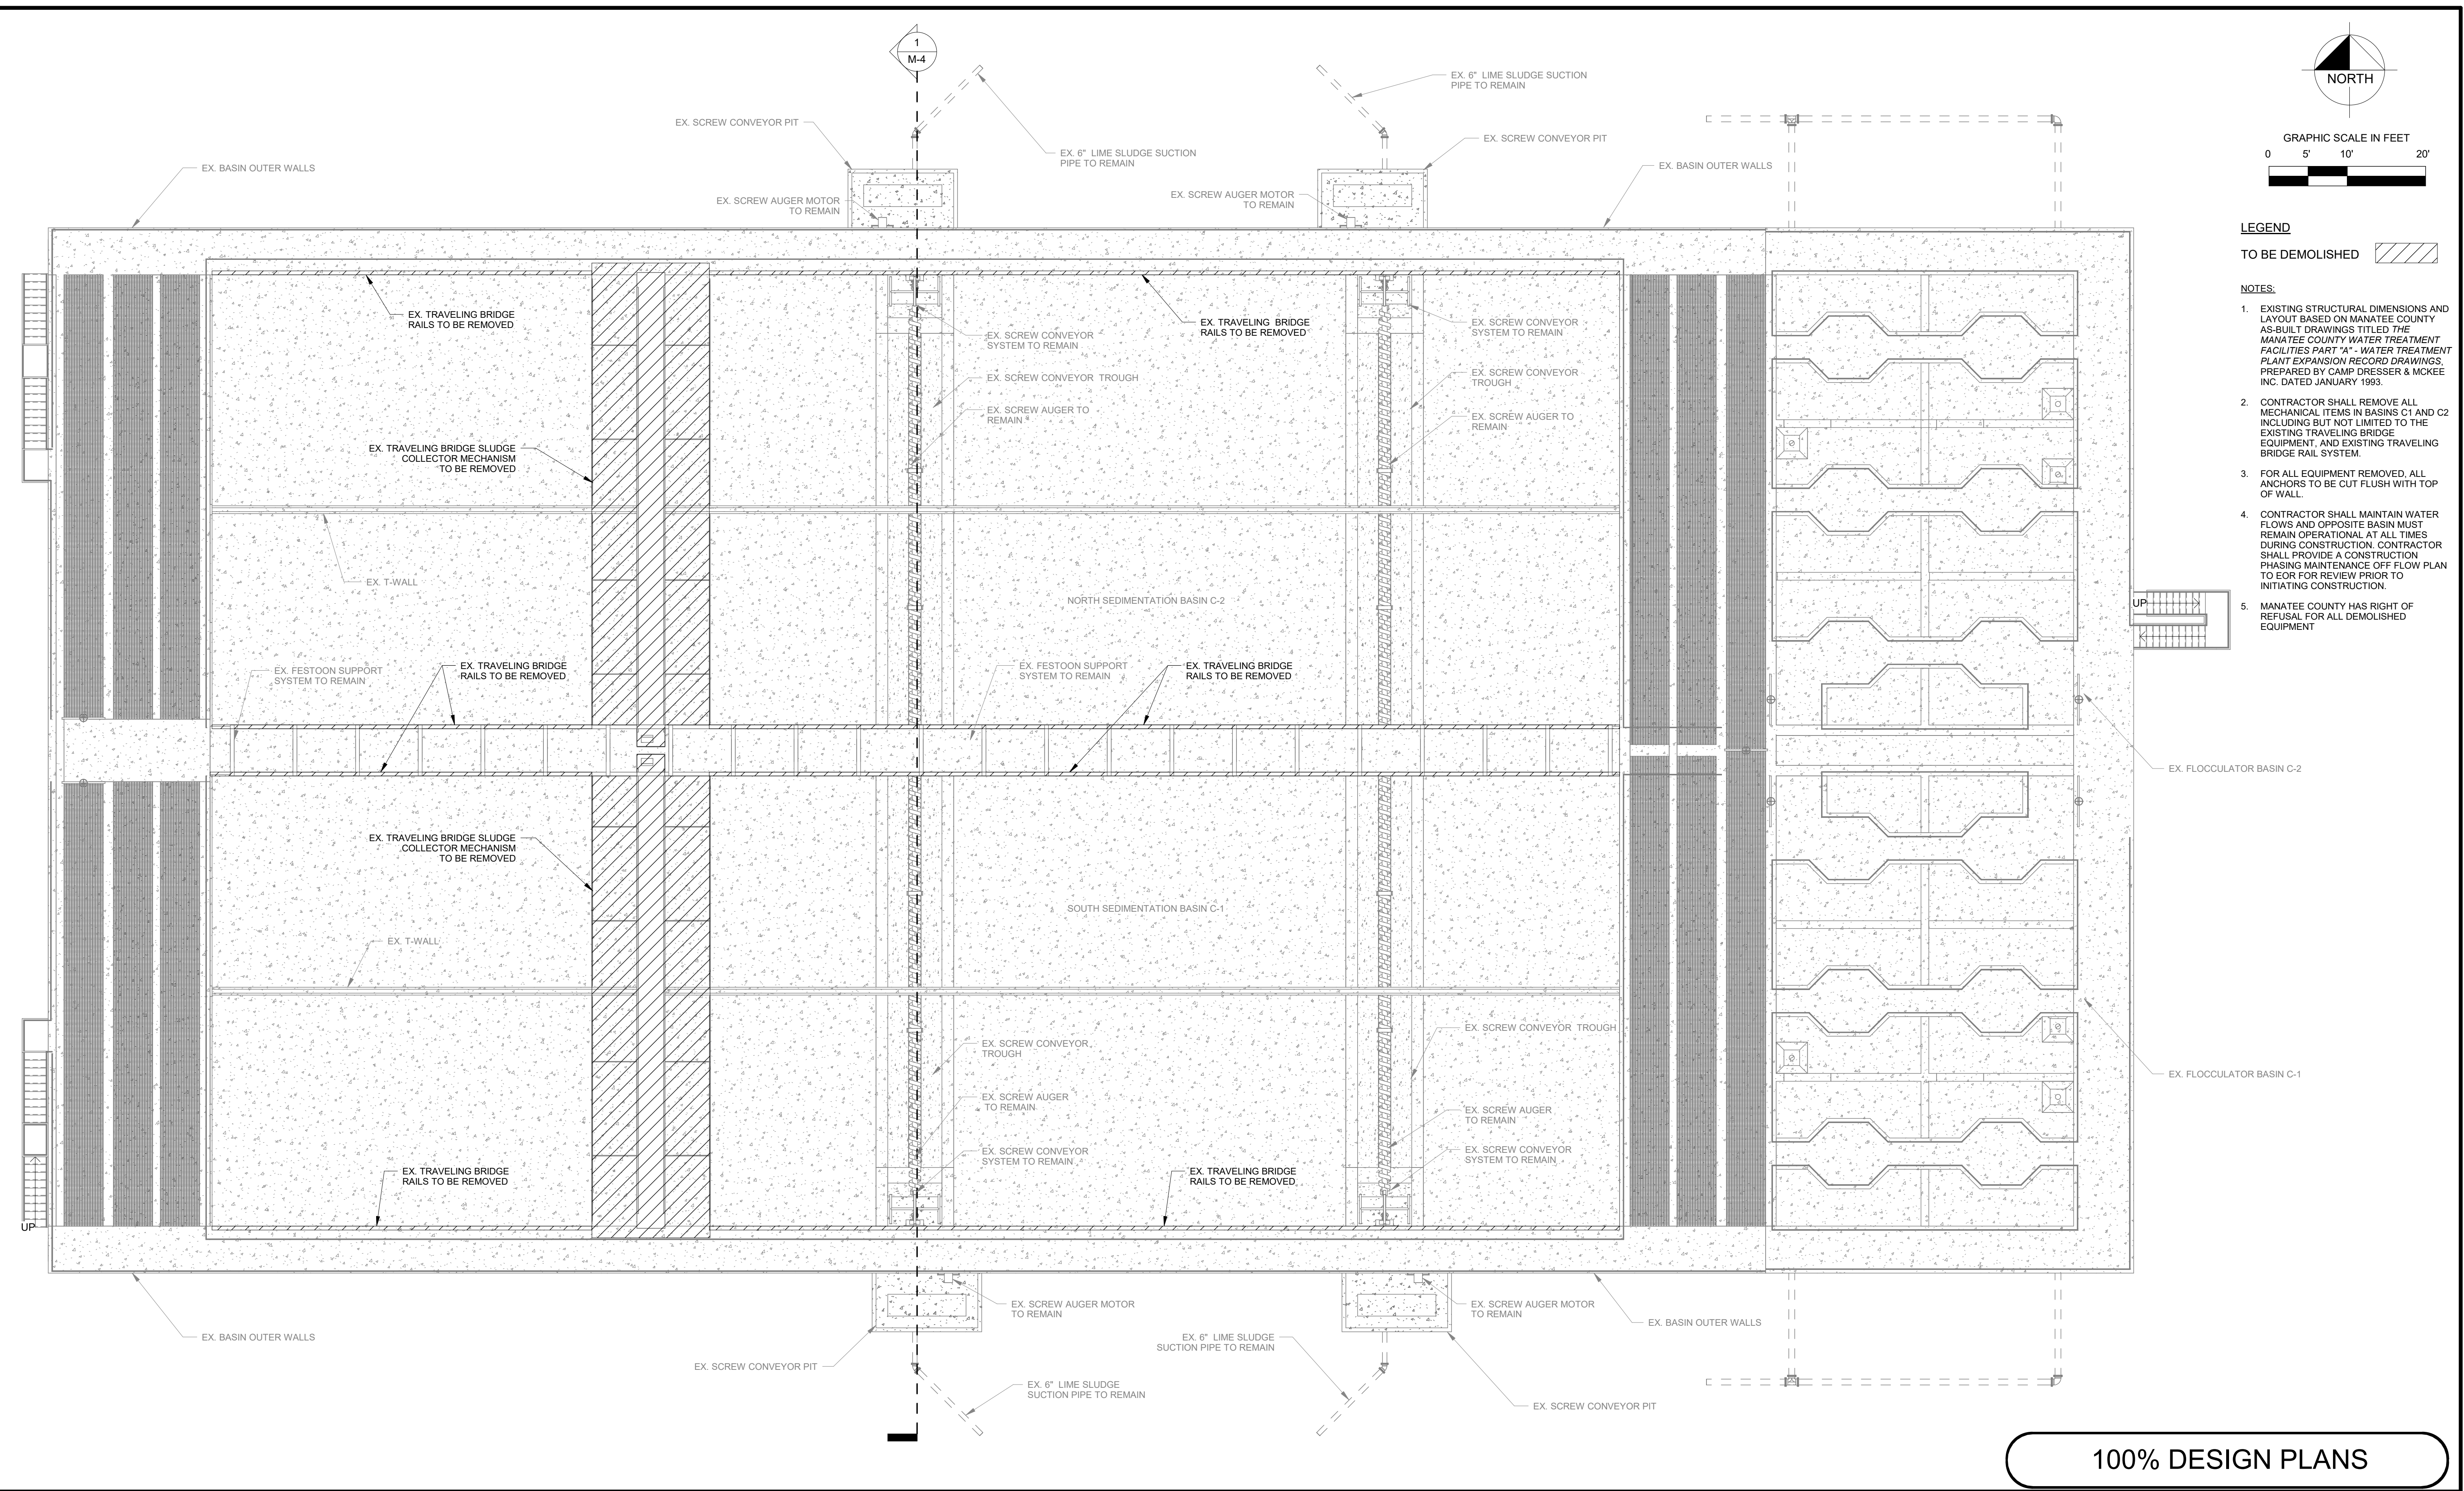 1
M-4
EX. 6" LIME SLUDGE SUCTION
PIPE TO REMAIN
NORTH
GRAPHIC SCALE IN FEET
0 5' 10' 20'
EX. SCREW CONVEYOR PIT
EX. SCREW CONVEYOR PIT
EX. 6" LIME SLUDGE SUCTION
PIPE TO REMAIN
EX. BASIN OUTER WALLS
EX. BASIN OUTER WALLS
EX. SCREW AUGER MOTOR
TO REMAIN
EX. SCREW AUGER MOTOR
TO REMAIN
LEGEND
TO BE DEMOLISHED
NOTES:
1. EXISTING STRUCTURAL DIMENSIONS AND
LAYOUT BASED ON MANATEE COUNTY
AS-BUILT DRAWINGS TITLED THE
MANATEE COUNTY WATER TREATMENT
FACILITIES PART "A" - WATER TREATMENT
PLANT EXPANSION RECORD DRAWINGS,
PREPARED BY CAMP DRESSER & MCKEE
INC. DATED JANUARY 1993.
2. CONTRACTOR SHALL REMOVE ALL
MECHANICAL ITEMS IN BASINS C1 AND C2
INCLUDING BUT NOT LIMITED TO THE
EXISTING TRAVELING BRIDGE
EQUIPMENT, AND EXISTING TRAVELING
BRIDGE RAIL SYSTEM.
3. FOR ALL EQUIPMENT REMOVED, ALL
ANCHORS TO BE CUT FLUSH WITH TOP
OF WALL.
4. CONTRACTOR SHALL MAINTAIN WATER
FLOWS AND OPPOSITE BASIN MUST
REMAIN OPERATIONAL AT ALL TIMES
DURING CONSTRUCTION. CONTRACTOR
SHALL PROVIDE A CONSTRUCTION
PHASING MAINTENANCE OFF FLOW PLAN
TO EOR FOR REVIEW PRIOR TO
INITIATING CONSTRUCTION.
5. MANATEE COUNTY HAS RIGHT OF
REFUSAL FOR ALL DEMOLISHED
EQUIPMENT
EX. TRAVELING BRIDGE
RAILS TO BE REMOVED
EX. SCREW CONVEYOR
SYSTEM TO REMAIN
EX. TRAVELING BRIDGE
RAILS TO BE REMOVED
EX. SCREW CONVEYOR
SYSTEM TO REMAIN
EX. SCREW CONVEYOR TROUGH
EX. SCREW CONVEYOR
TROUGH
EX. SCREW AUGER TO
REMAIN
EX. SCREW AUGER TO
REMAIN
EX. TRAVELING BRIDGE SLUDGE
COLLECTOR MECHANISM
TO BE REMOVED
EX. T-WALL
NORTH SEDIMENTATION BASIN C-2
UP
EX. FESTOON SUPPORT
SYSTEM TO REMAIN
EX. TRAVELING BRIDGE
RAILS TO BE REMOVED
EX. FESTOON SUPPORT
SYSTEM TO REMAIN
EX. TRAVELING BRIDGE
RAILS TO BE REMOVED
EX. FLOCCULATOR BASIN C-2
EX. TRAVELING BRIDGE SLUDGE
COLLECTOR MECHANISM
TO BE REMOVED
SOUTH SEDIMENTATION BASIN C-1
EX. T-WALL
EX. SCREW CONVEYOR TROUGH
EX. SCREW CONVEYOR
TROUGH
EX. FLOCCULATOR BASIN C-1
EX. SCREW AUGER
TO REMAIN
EX. SCREW AUGER
TO REMAIN
EX. SCREW CONVEYOR
SYSTEM TO REMAIN
EX. SCREW CONVEYOR
SYSTEM TO REMAIN
EX. TRAVELING BRIDGE
RAILS TO BE REMOVED
EX. TRAVELING BRIDGE
RAILS TO BE REMOVED
UP
EX. SCREW AUGER MOTOR
TO REMAIN
EX. SCREW AUGER MOTOR
TO REMAIN
EX. BASIN OUTER WALLS
EX. BASIN OUTER WALLS
EX. 6" LIME SLUDGE
SUCTION PIPE TO REMAIN
EX. SCREW CONVEYOR PIT
EX. 6" LIME SLUDGE
SUCTION PIPE TO REMAIN
EX. SCREW CONVEYOR PIT
100% DESIGN PLANS